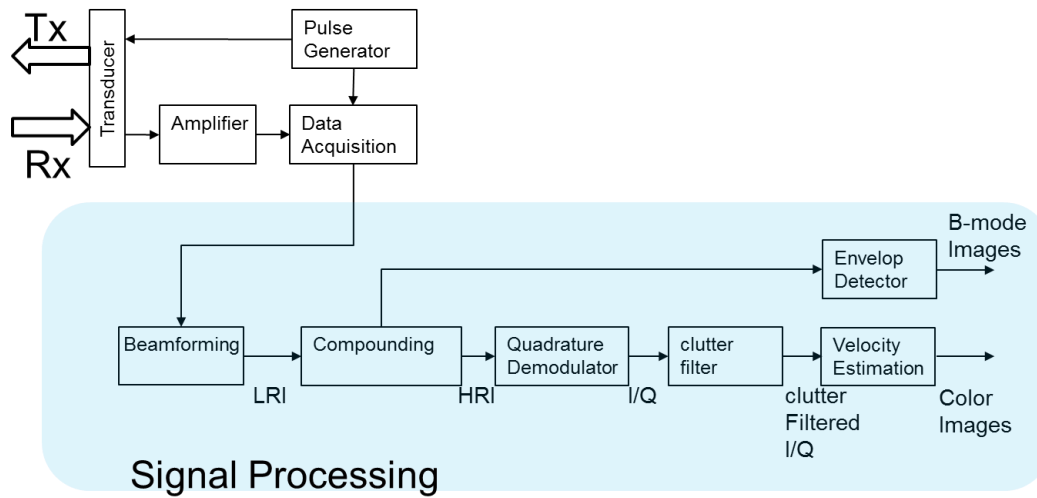 Tx
Pulse
Generator
Transducer
Amplifier
Data
Acquisition
Rx
B-mode
Images
Envelop
Detector
Beamforming
Compounding
Quadrature
Demodulator
clutter
filter
Velocity
Estimation
LRI
HRI
I/Q
clutter
Filtered
I/Q
Color
Images
Signal Processing